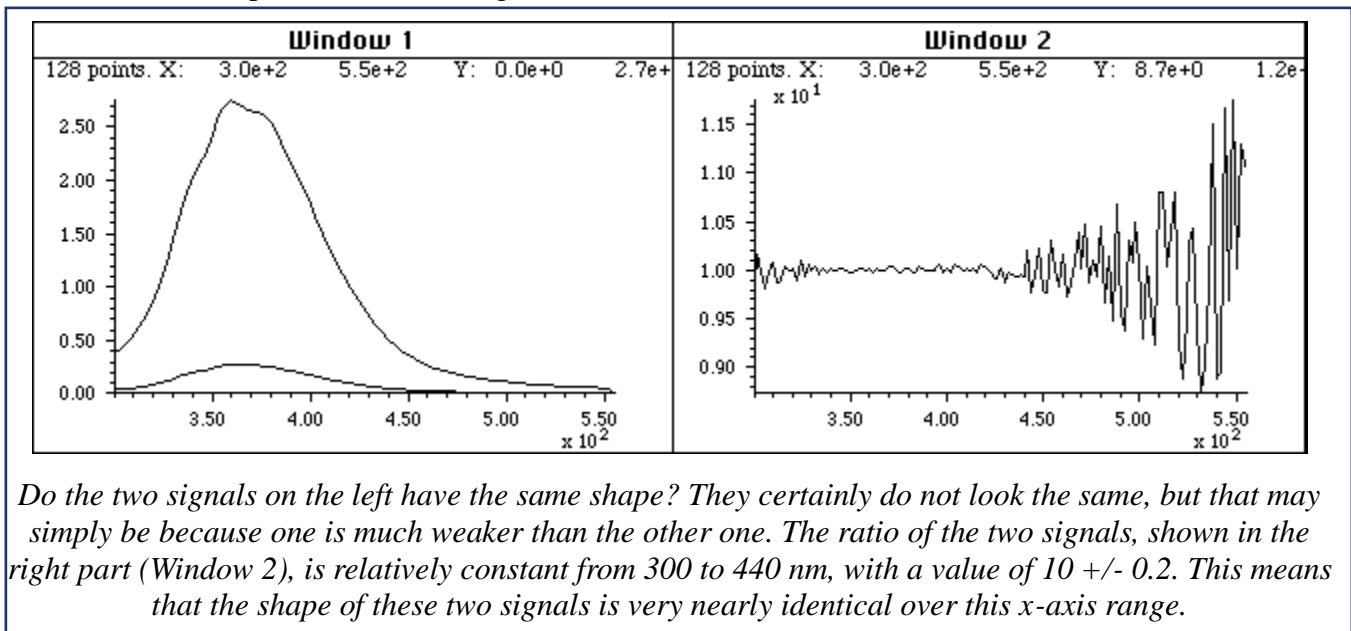 Window 1
Window 2
128 points. X: 3.0e+2 5.5e+2 Y: 0.0e+0 2.7e+
128 points. X: 3.0e+2 5.5e+2 Y: 8.7e+0 1.2e-
2.50
2.00
1.50
1.00
0.50
0.00
3.50 4.00 4.50 5.00 5.50
x 10^2
x 10^1
1.15
1.10
1.05
1.00
0.95
0.90
3.50 4.00 4.50 5.00 5.50
x 10^2
Do the two signals on the left have the same shape? They certainly do not look the same, but that may
simply be because one is much weaker than the other one. The ratio of the two signals, shown in the
right part (Window 2), is relatively constant from 300 to 440 nm, with a value of 10 +/- 0.2. This means
that the shape of these two signals is very nearly identical over this x-axis range.